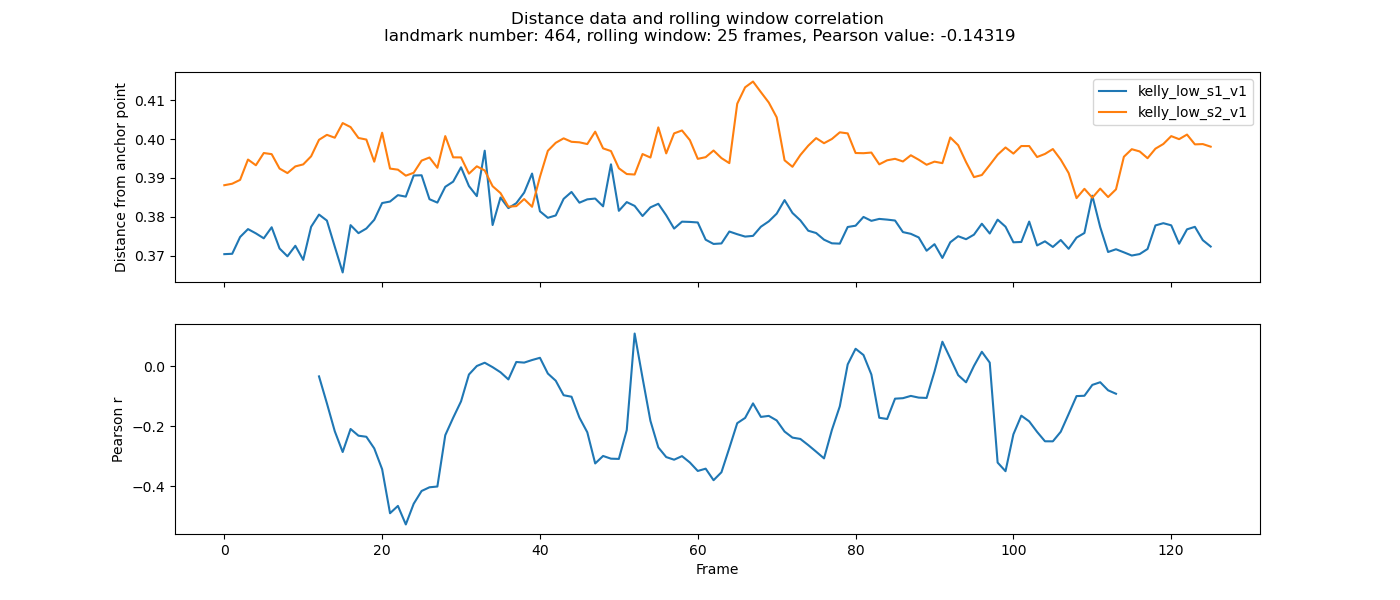 Distance data and rolling window correlation
landmark number: 464, rolling window: 25 frames, Pearson value: -0.14319
Distance from anchor point
0.41
0.40
0.39
0.38
0.37
kelly_low_s1_v1
kelly_low_s2_v1
Pearson r
0.0
−0.2
−0.4
0 20 40 60 80 100 120
Frame